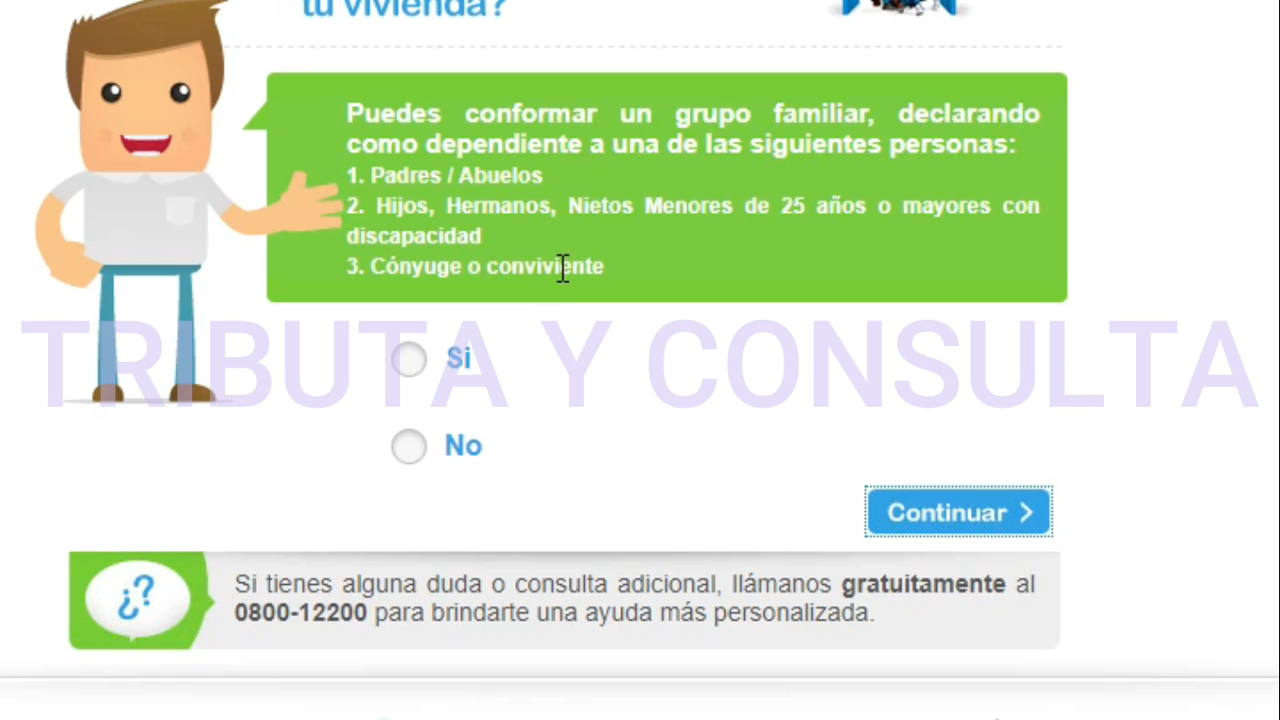 tu vivienda?
Puedes conformar un grupo familiar, declarando
como dependiente a una de las siguientes personas:
1. Padres / Abuelos
2. Hijos, Hermanos, Nietos Menores de 25 años o mayores con
discapacidad
3. Cónyuge o conviviente
Si
TRIBUTA Y CONSULTA
No
Continuar >
¿?
Si tienes alguna duda o consulta adicional, llámanos gratuitamente al
0800-12200 para brindarte una ayuda más personalizada.